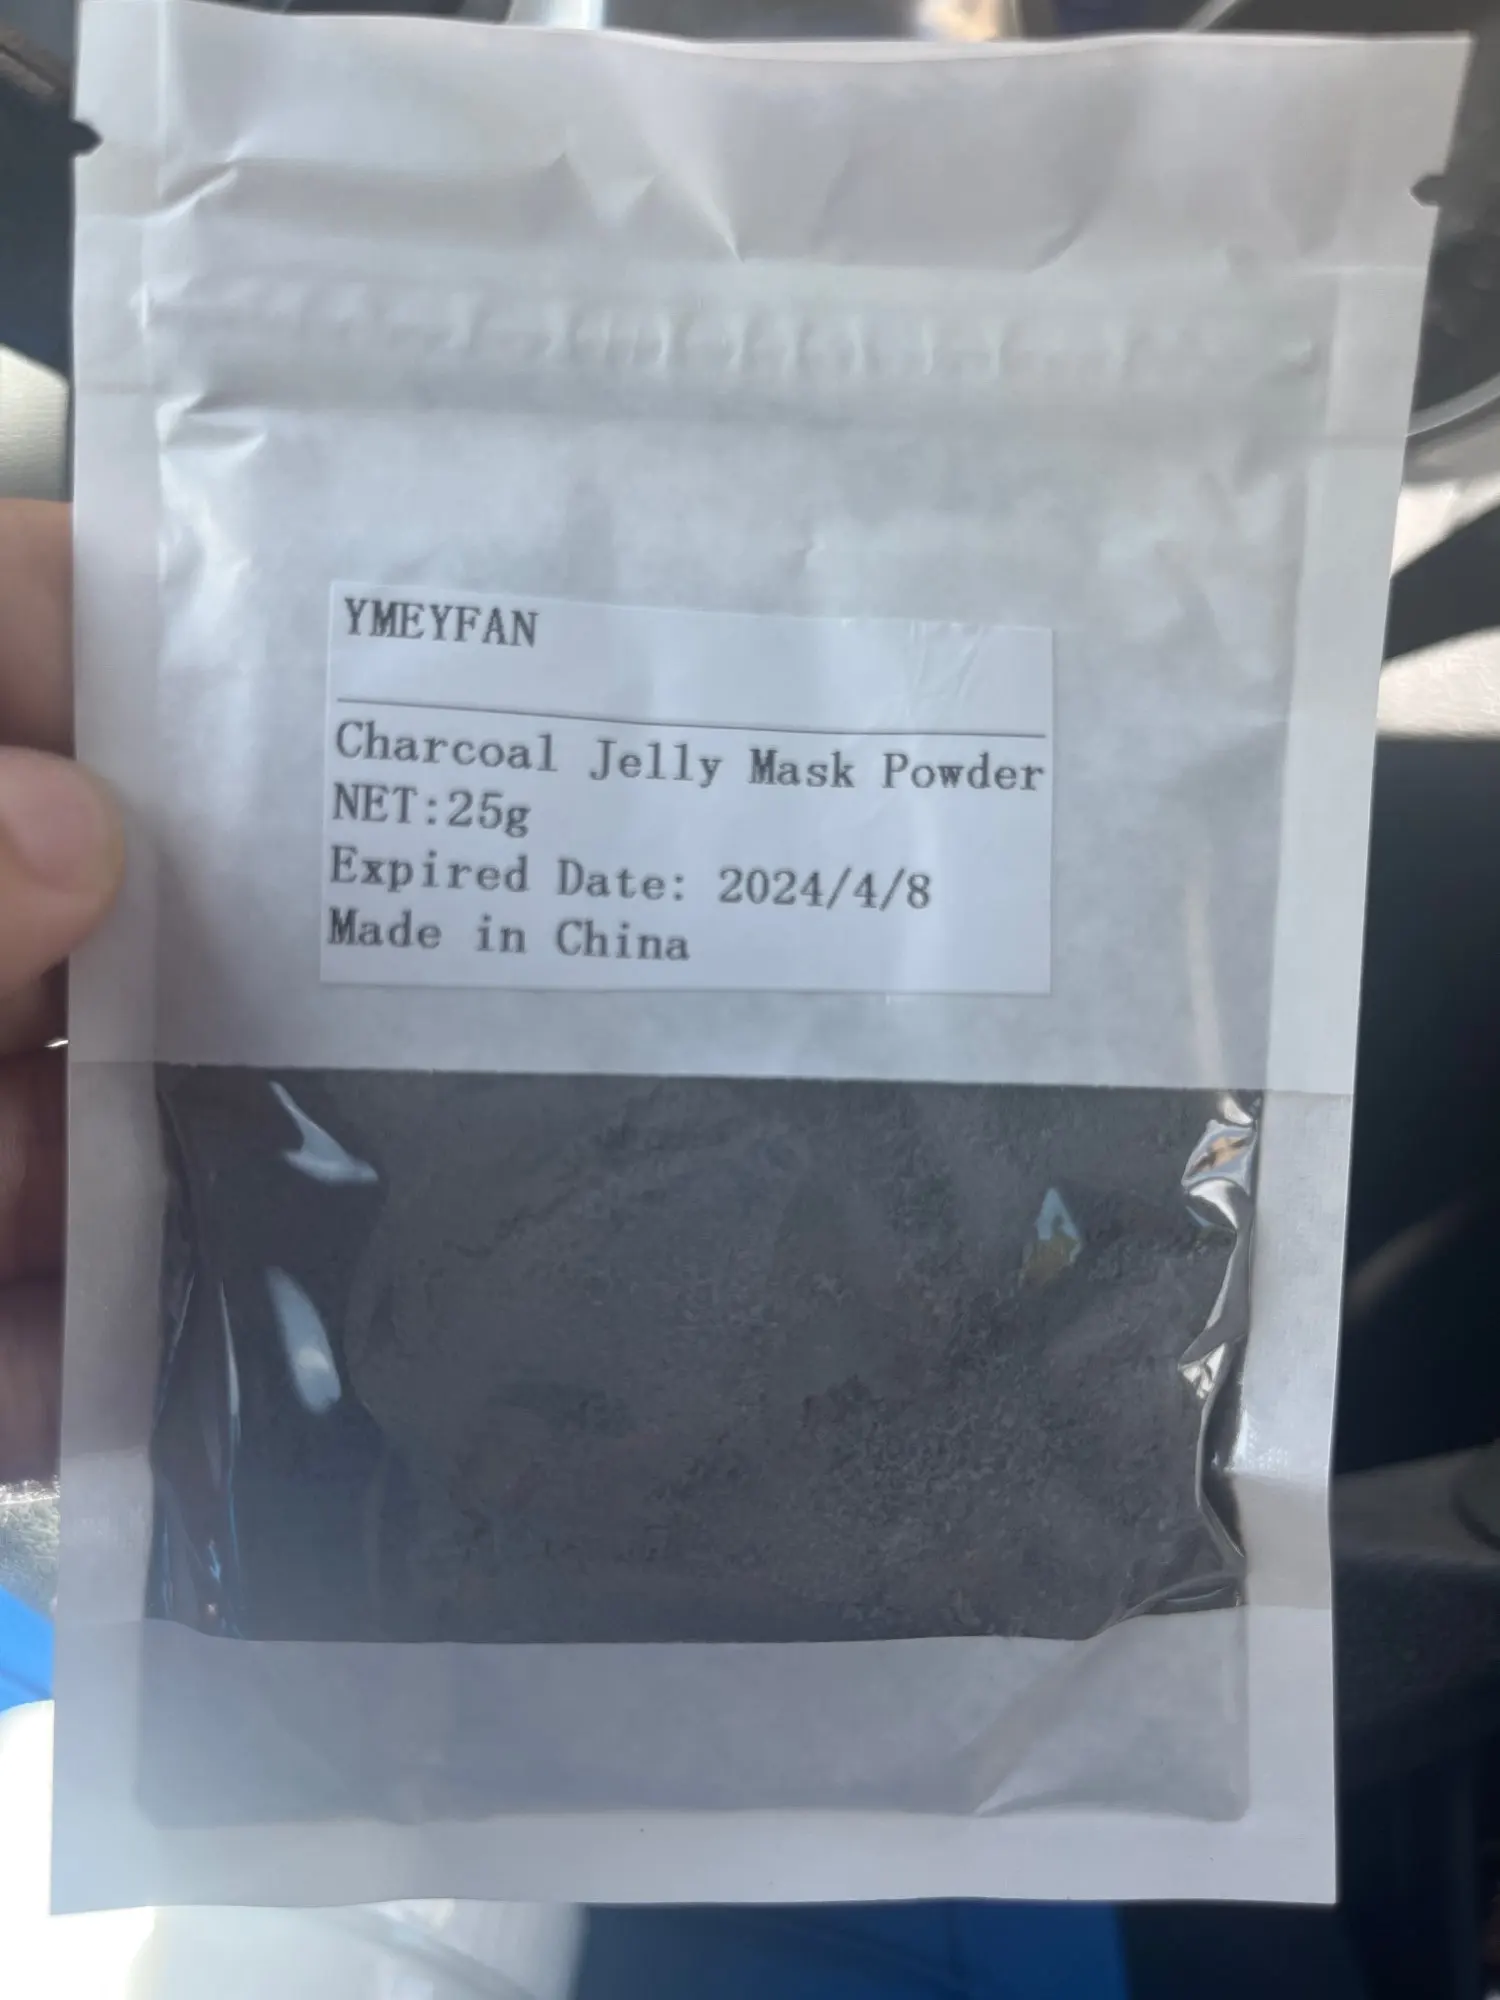 YMEYFAN
Charcoal Jelly Mask Powder
NET:25g
Expired Date: 2024/4/8
Made in China